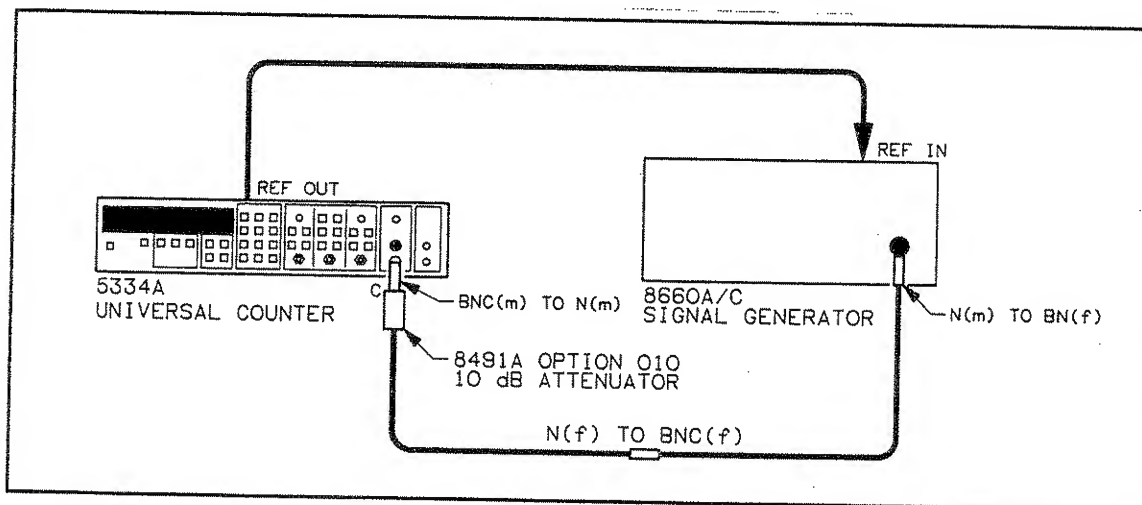 REF IN
REF OUT
5334A
UNIVERSAL COUNTER
C
BNC(m) TO N(m)
8660A/C
SIGNAL GENERATOR
N(m) TO BN(f)
8491A OPTION 010
10 dB ATTENUATOR
N(f) TO BNC(f)